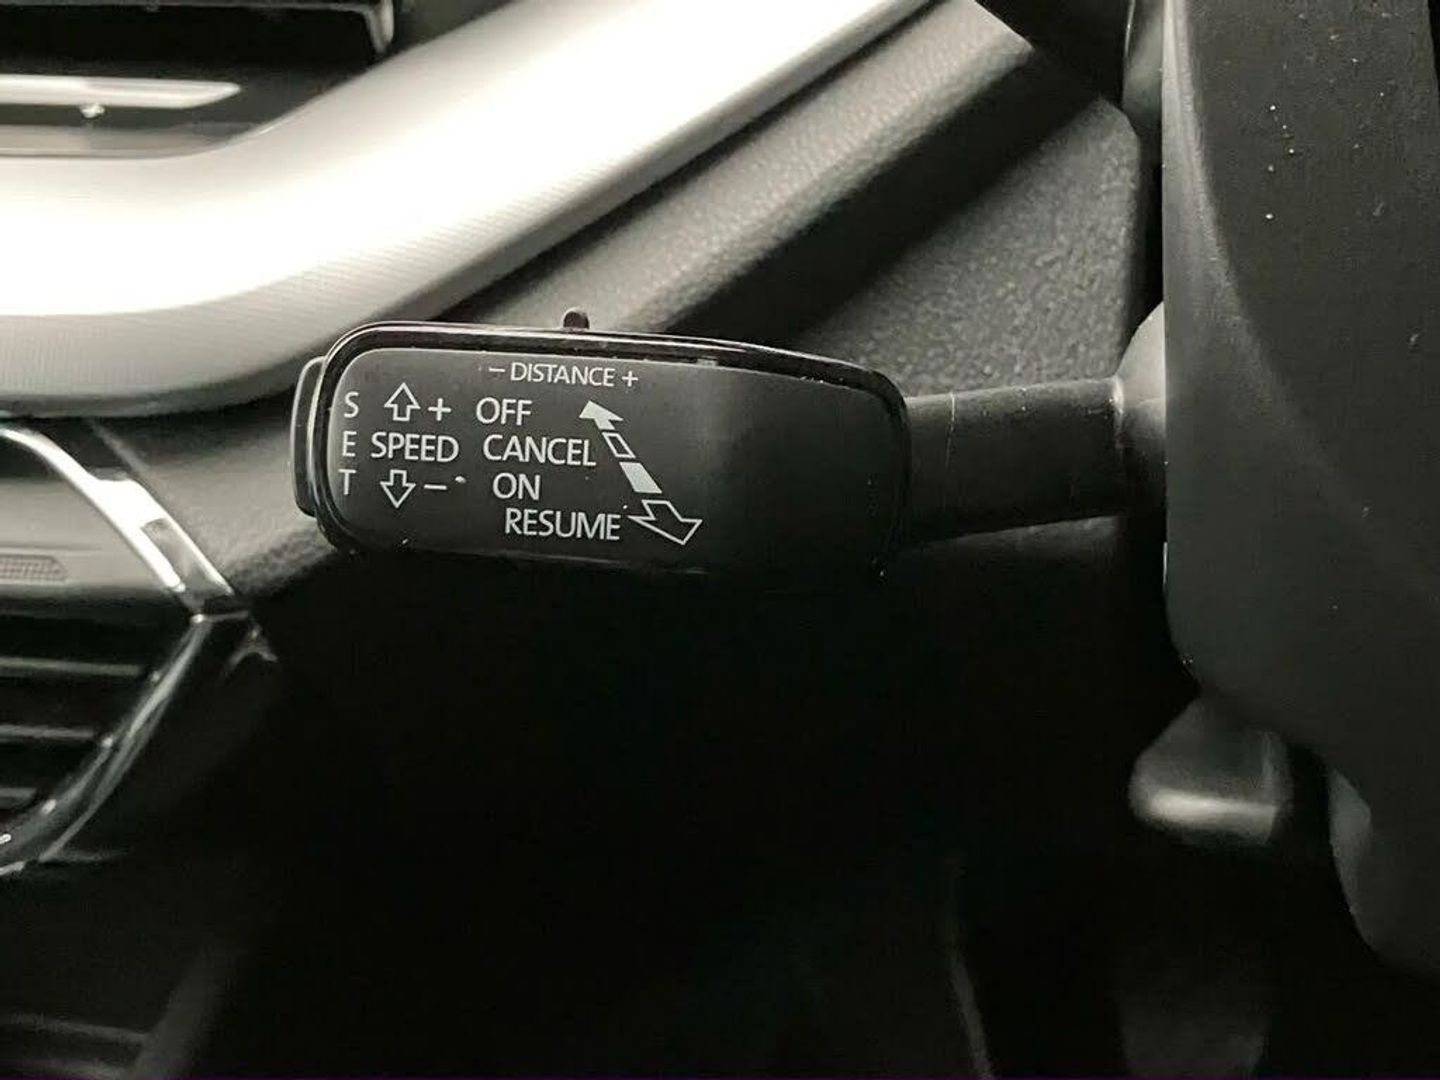 - DISTANCE +
S + OFF
E SPEED CANCEL
T - ON
RESUME